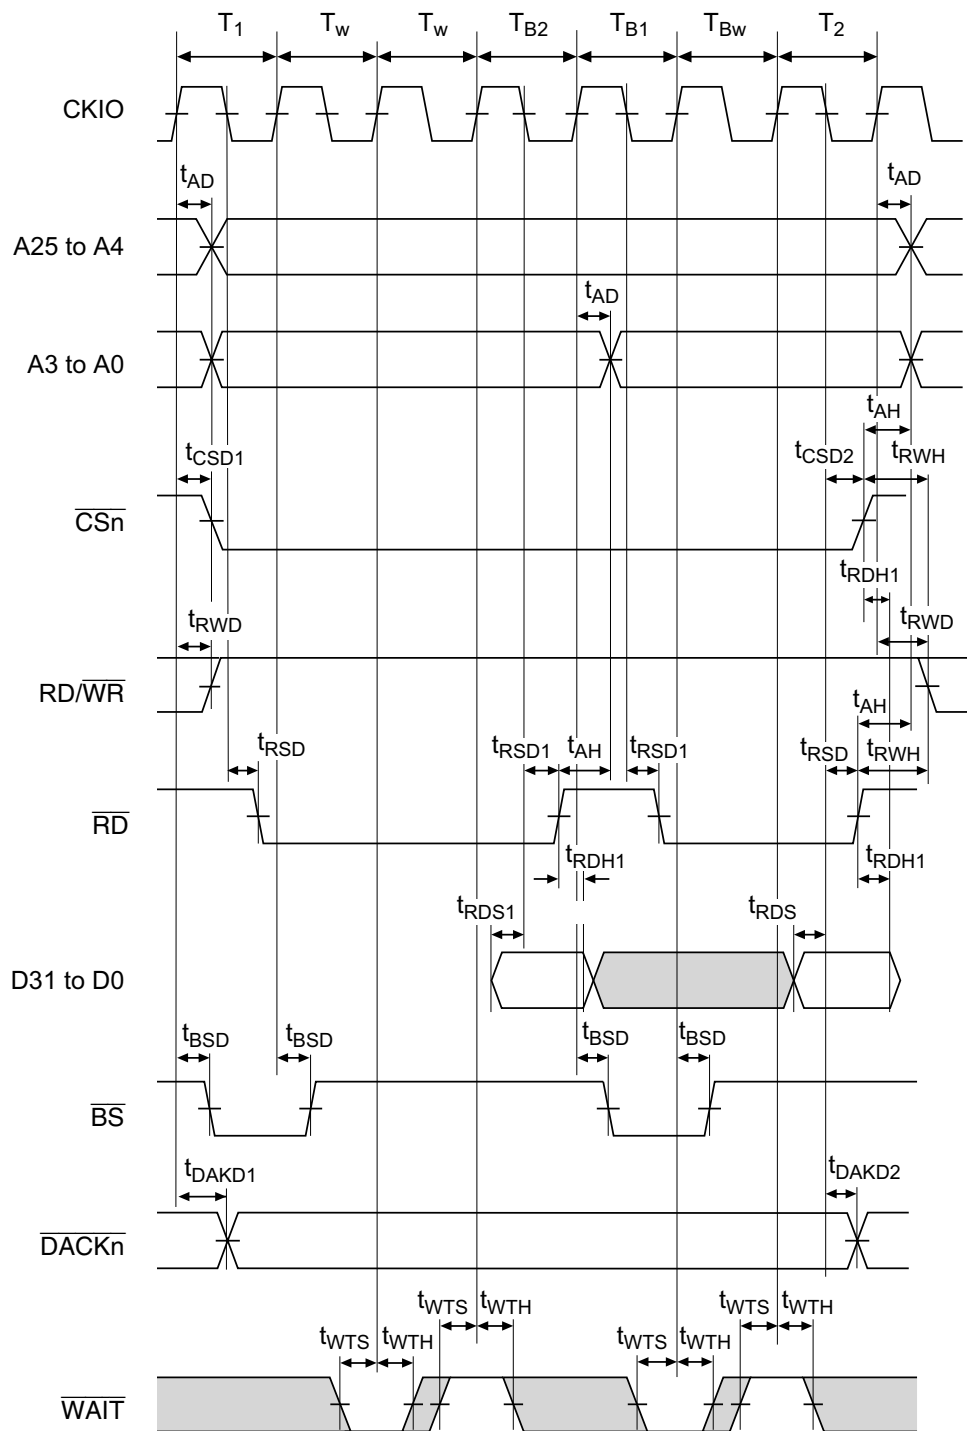 T1 Tw Tw TB2 TB1 TBw T2
CKIO
tAD tAD
A25 to A4
tAD
A3 to A0
tAH
tCSD1 tCSD2 tRWH
CSn
tRDH1
tRWD tRWD
RD/WR
tAH
tRSD tRSD1 tAH tRSD1 tRSD tRWH
RD
tRDH1 tRDH1
tRDS1 tRDS
D31 to D0
tBSD tBSD tBSD tBSD
BS
tDAKD1 tDAKD2
DACKn
tWTS tWTH tWTS tWTH
tWTS tWTH tWTS tWTH
WAIT